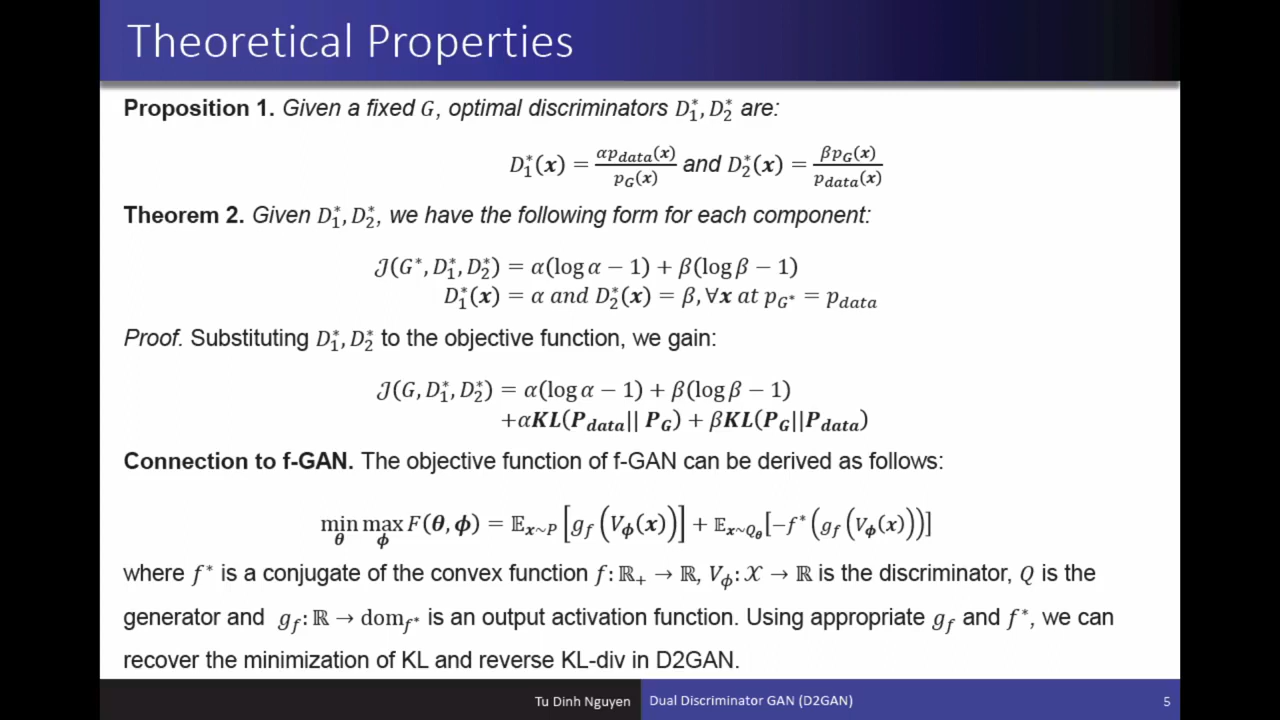 Theoretical Properties
Proposition 1. Given a fixed G, optimal discriminators D₁*, D₂* are:
D₁*(x) = αp_data(x)/p_G(x) and D₂*(x) = βp_G(x)/p_data(x)
Theorem 2. Given D₁*, D₂*, we have the following form for each component:
𝒥(G*, D₁*, D₂*) = α(log α − 1) + β(log β − 1)
D₁*(x) = α and D₂*(x) = β, ∀x at p_G* = p_data
Proof. Substituting D₁*, D₂* to the objective function, we gain:
𝒥(G, D₁*, D₂*) = α(log α − 1) + β(log β − 1)
+αKL(P_data|| P_G) + βKL(P_G||P_data)
Connection to f-GAN. The objective function of f-GAN can be derived as follows:
min_θ max_ϕ F(θ, ϕ) = 𝔼_x~P [g_f (V_ϕ(x))] + 𝔼_x~Q_θ [−f* (g_f (V_ϕ(x)))]
where f* is a conjugate of the convex function f: ℝ₊ → ℝ, V_ϕ: 𝒳 → ℝ is the discriminator, Q is the
generator and g_f: ℝ → dom_f* is an output activation function. Using appropriate g_f and f*, we can
recover the minimization of KL and reverse KL-div in D2GAN.
Tu Dinh Nguyen Dual Discriminator GAN (D2GAN) 5